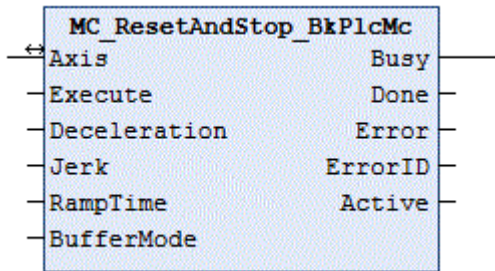 MC_ResetAndStop_BkPlcMc
Axis Busy
Execute Done
Deceleration Error
Jerk ErrorID
RampTime Active
BufferMode